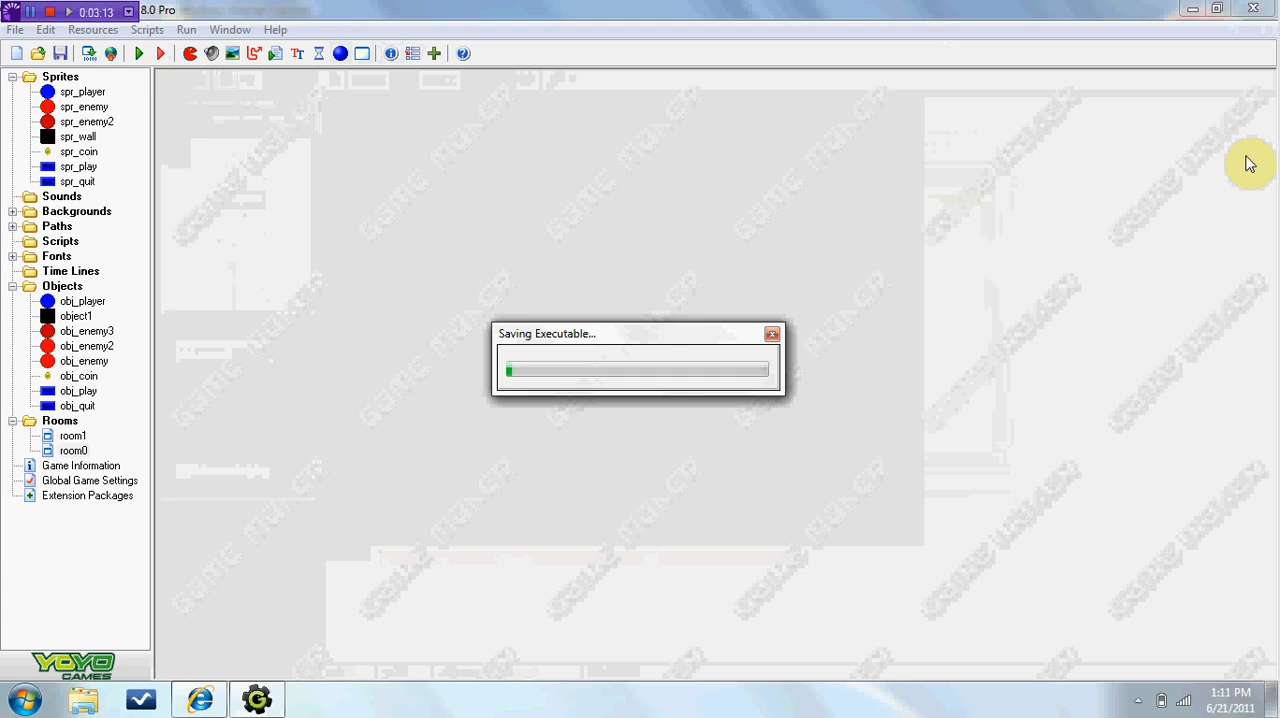 00:03:13
8.0 Pro
File Edit Resources Scripts Run Window Help
Sprites
spr_player
spr_enemy
spr_enemy2
spr_wall
spr_coin
spr_play
spr_quit
Sounds
Backgrounds
Paths
Scripts
Fonts
Time Lines
Objects
obj_player
object1
obj_enemy3
obj_enemy2
obj_enemy
obj_coin
obj_play
obj_quit
Rooms
room1
room0
Game Information
Global Game Settings
Extension Packages
Saving Executable...
YOYO
GAMES
1:11 PM
6/21/2011